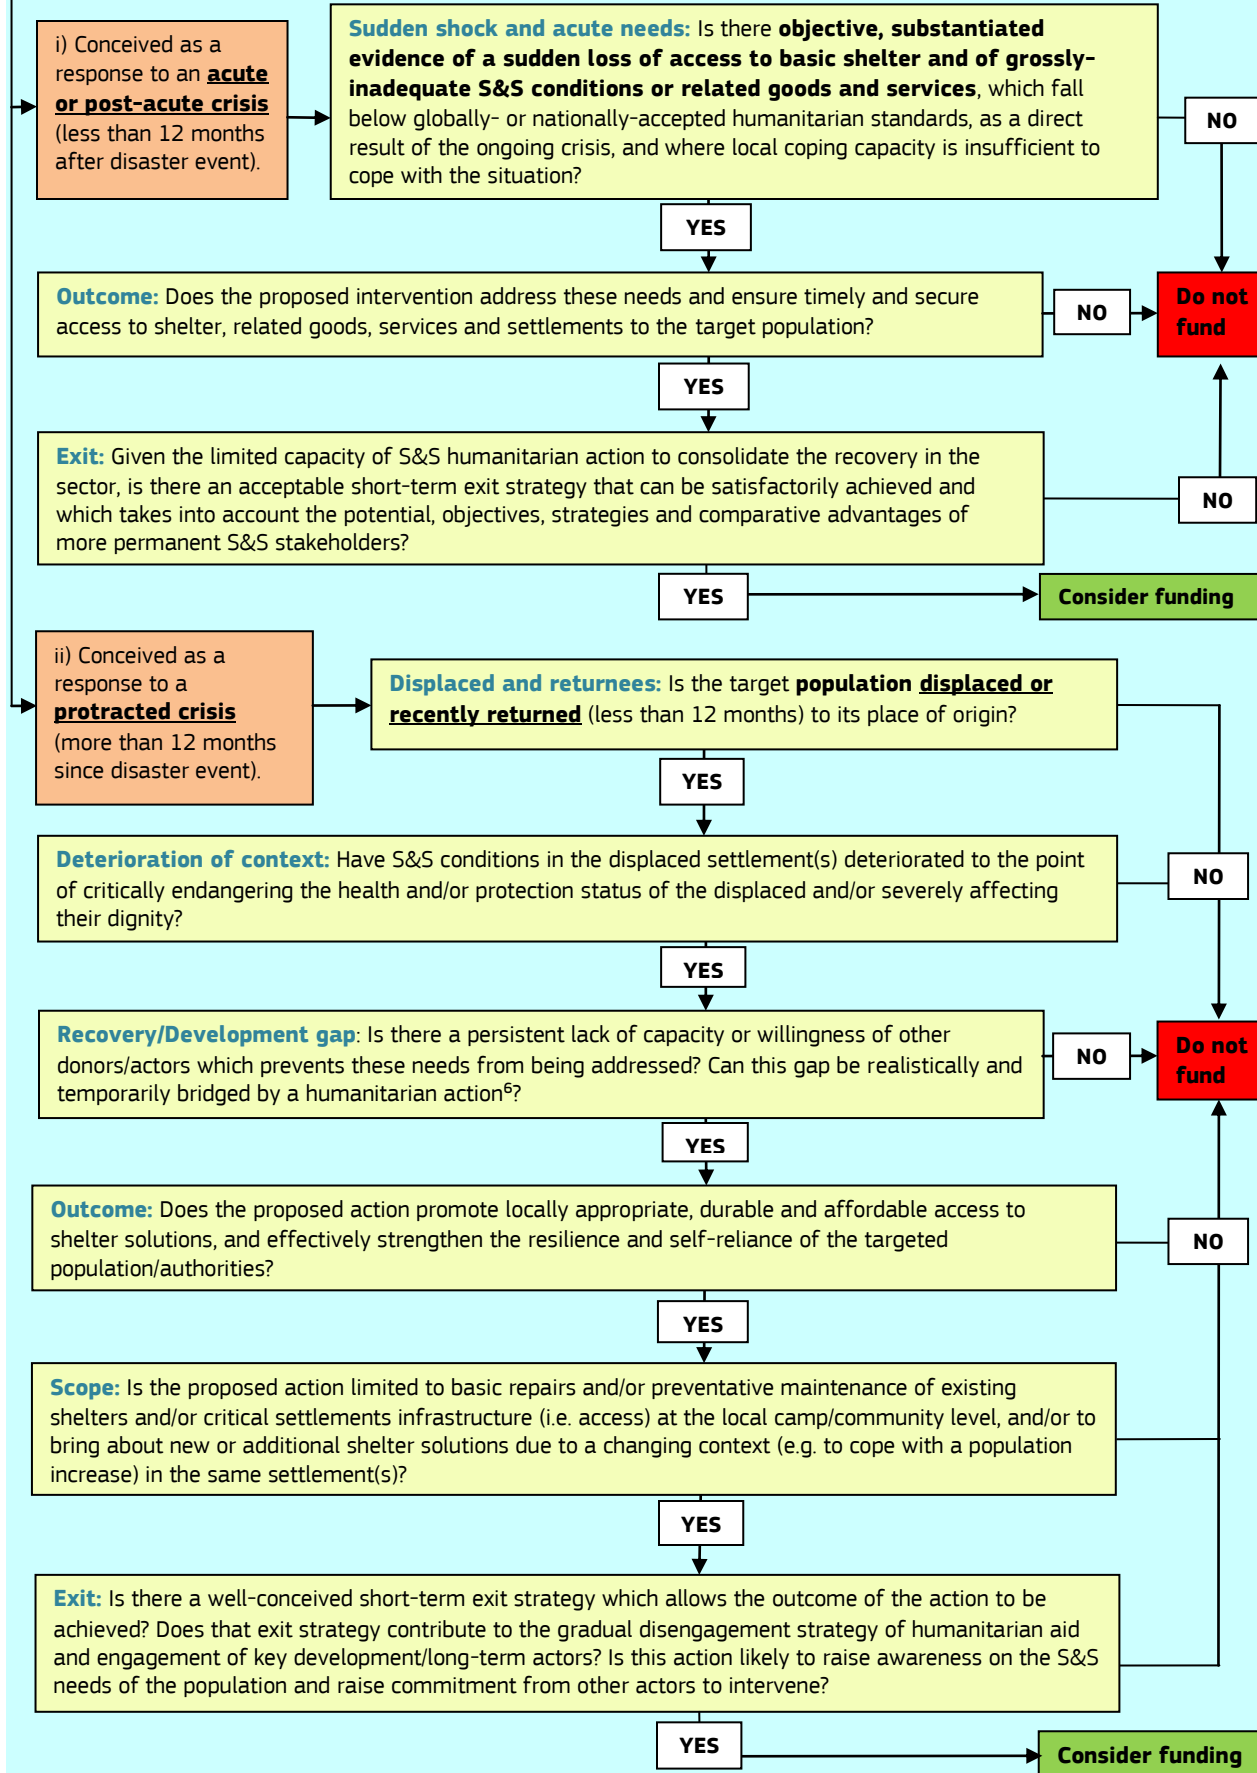 i) Conceived as a
response to an acute
or post-acute crisis
(less than 12 months
after disaster event).
Sudden shock and acute needs: Is there objective, substantiated
evidence of a sudden loss of access to basic shelter and of grossly-
inadequate S&S conditions or related goods and services, which fall
below globally- or nationally-accepted humanitarian standards, as a direct
result of the ongoing crisis, and where local coping capacity is insufficient to
cope with the situation?
NO
YES
Outcome: Does the proposed intervention address these needs and ensure timely and secure
access to shelter, related goods, services and settlements to the target population?
NO
Do not
fund
YES
Exit: Given the limited capacity of S&S humanitarian action to consolidate the recovery in the
sector, is there an acceptable short-term exit strategy that can be satisfactorily achieved and
which takes into account the potential, objectives, strategies and comparative advantages of
more permanent S&S stakeholders?
NO
YES
Consider funding
ii) Conceived as a
response to a
protracted crisis
(more than 12 months
since disaster event).
Displaced and returnees: Is the target population displaced or
recently returned (less than 12 months) to its place of origin?
YES
Deterioration of context: Have S&S conditions in the displaced settlement(s) deteriorated to the point
of critically endangering the health and/or protection status of the displaced and/or severely affecting
their dignity?
NO
YES
Recovery/Development gap: Is there a persistent lack of capacity or willingness of other
donors/actors which prevents these needs from being addressed? Can this gap be realistically and
temporarily bridged by a humanitarian action⁶?
NO
Do not
fund
YES
Outcome: Does the proposed action promote locally appropriate, durable and affordable access to
shelter solutions, and effectively strengthen the resilience and self-reliance of the targeted
population/authorities?
NO
YES
Scope: Is the proposed action limited to basic repairs and/or preventative maintenance of existing
shelters and/or critical settlements infrastructure (i.e. access) at the local camp/community level, and/or to
bring about new or additional shelter solutions due to a changing context (e.g. to cope with a population
increase) in the same settlement(s)?
YES
Exit: Is there a well-conceived short-term exit strategy which allows the outcome of the action to be
achieved? Does that exit strategy contribute to the gradual disengagement strategy of humanitarian aid
and engagement of key development/long-term actors? Is this action likely to raise awareness on the S&S
needs of the population and raise commitment from other actors to intervene?
YES
Consider funding